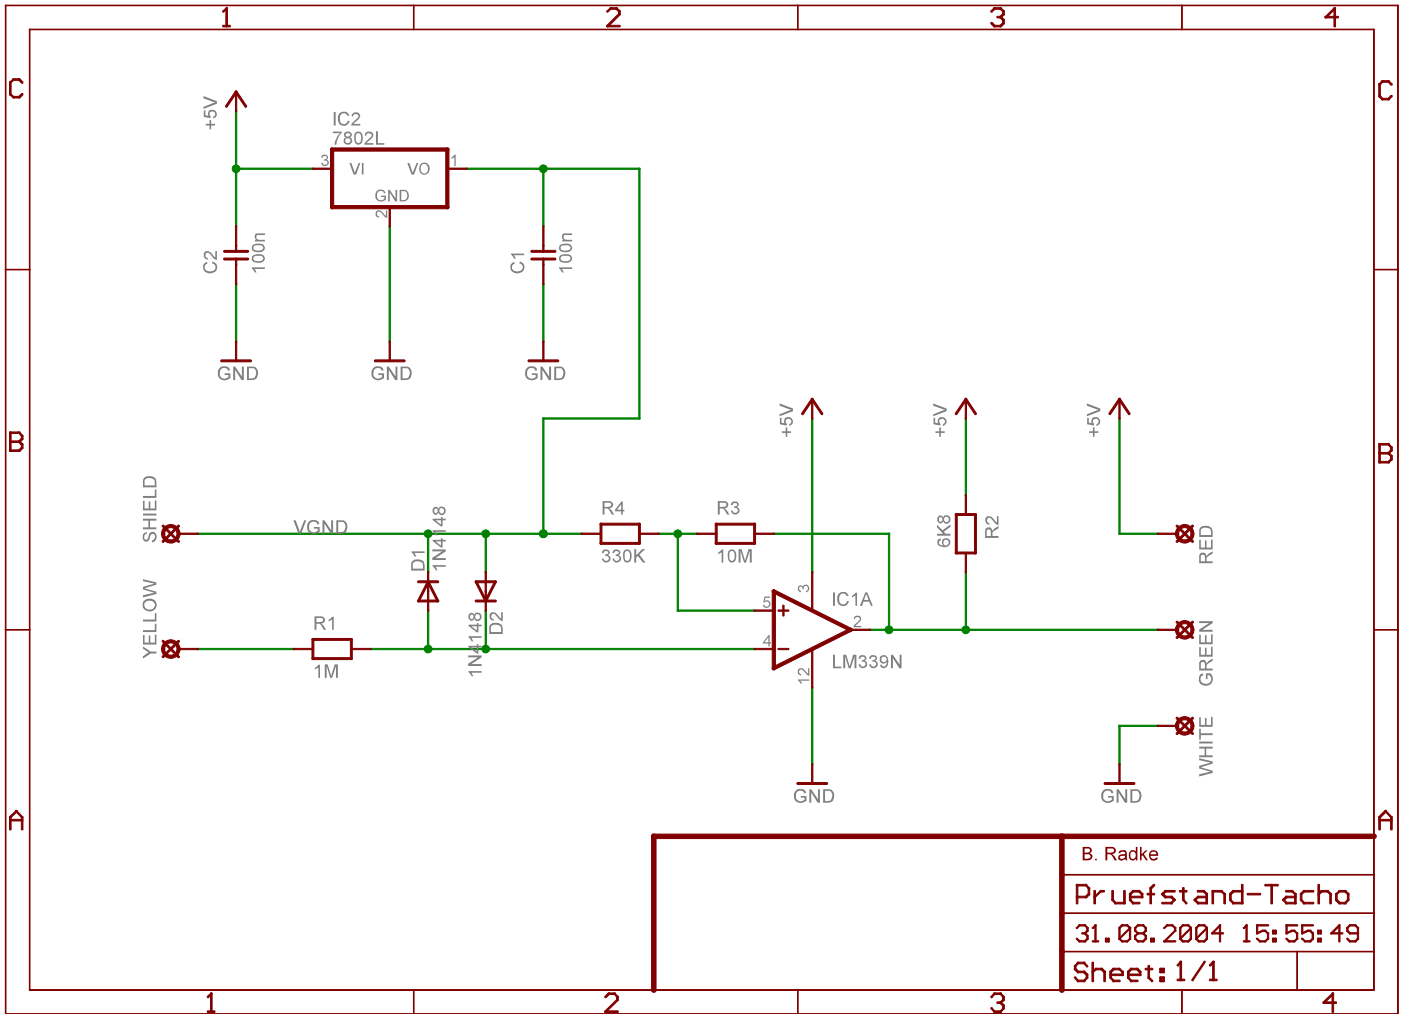 1 2 3 4
C C
+5V
IC2
7802L
3 VI VO 1
GND
2
C2
100n
C1
100n
GND GND GND
B B
+5V +5V +5V
SHIELD
VGND
D1
1N4148
R4 R3
330K 10M
6K8
R2
RED
YELLOW
R1
1M
1N4148
D2
3
5
+
4
-
12
IC1A
2
LM339N
GREEN
WHITE
GND GND
A A
B. Radke
Pruefstand-Tacho
31.08.2004 15:55:49
Sheet: 1/1
1 2 3 4